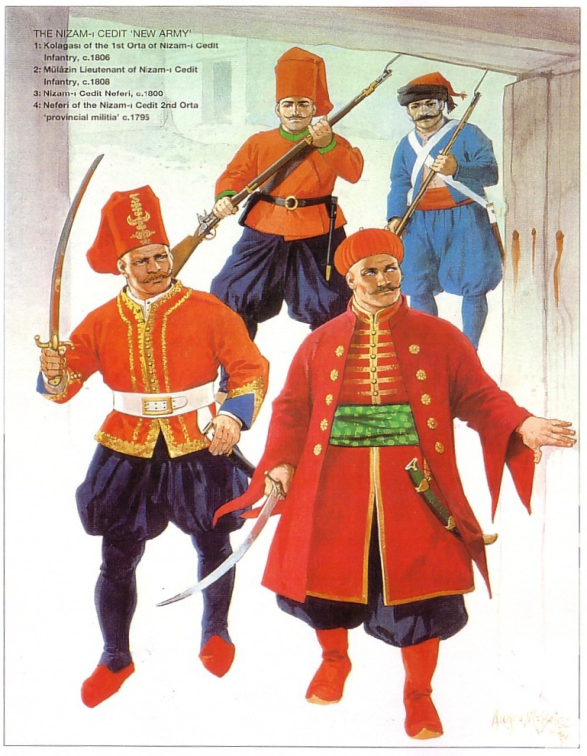 THE NIZAM-ı CEDIT 'NEW ARMY'
1: Kolagası of the 1st Orta of Nizam-ı Cedit
Infantry, c.1806
2: Mülâzin Lieutenant of Nizam-ı Cedit
Infantry, c.1808
3: Nizam-ı Cedit Neferi, c.1800
4: Neferi of the Nizam-ı Cedit 2nd Orta
'provincial militia' c.1795